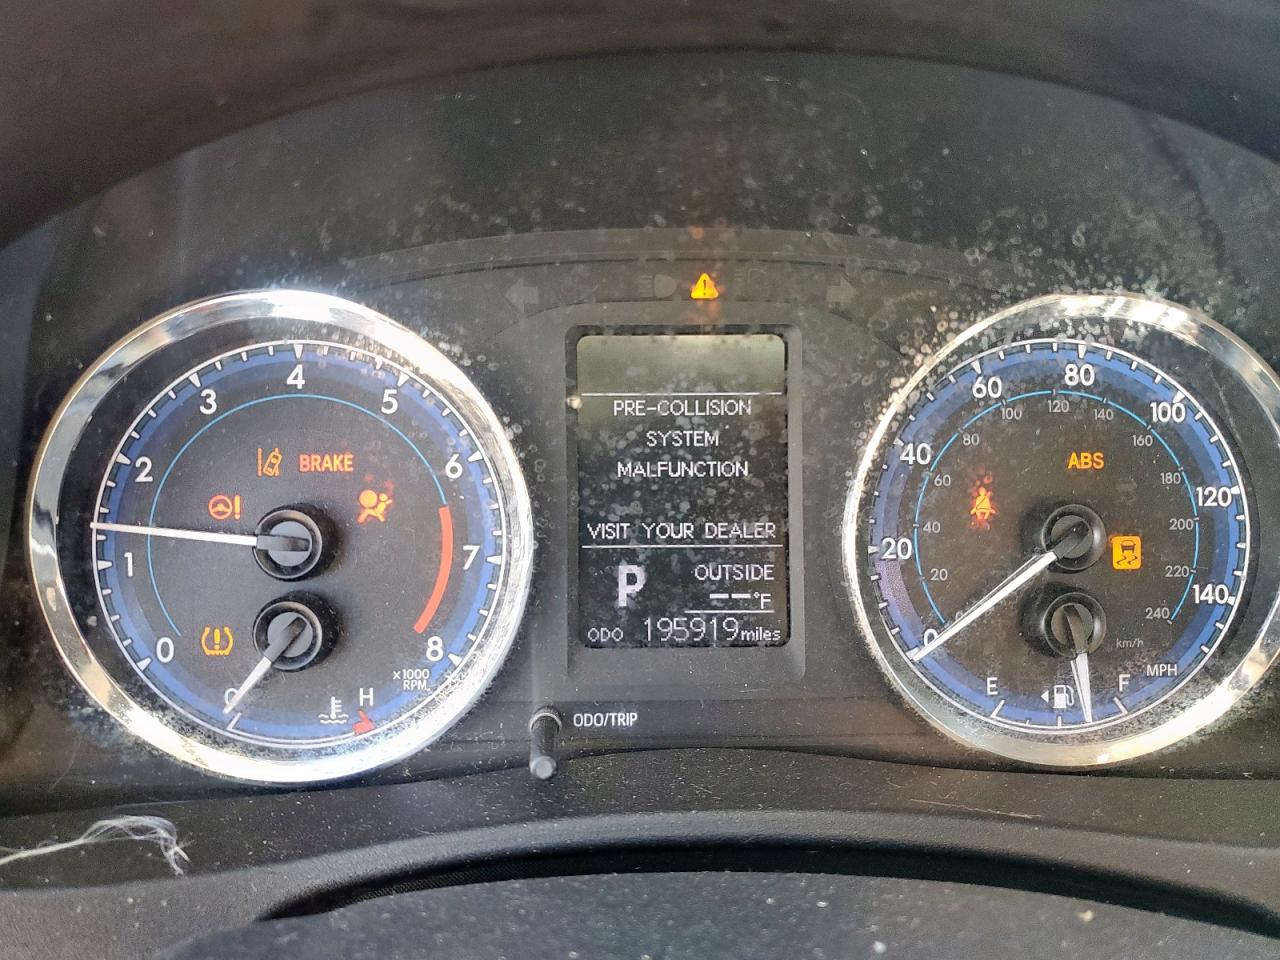 PRE-COLLISION
SYSTEM
MALFUNCTION
VISIT YOUR DEALER
P
OUTSIDE
--°F
ODO 195919 miles
ODO/TRIP
0
1
2
3
4
5
6
7
8
x1000
RPM
BRAKE
H
0
20
40
60
80
100
120
140
MPH
20
40
60
80
100
120
140
160
180
200
220
240
km/h
ABS
E
F